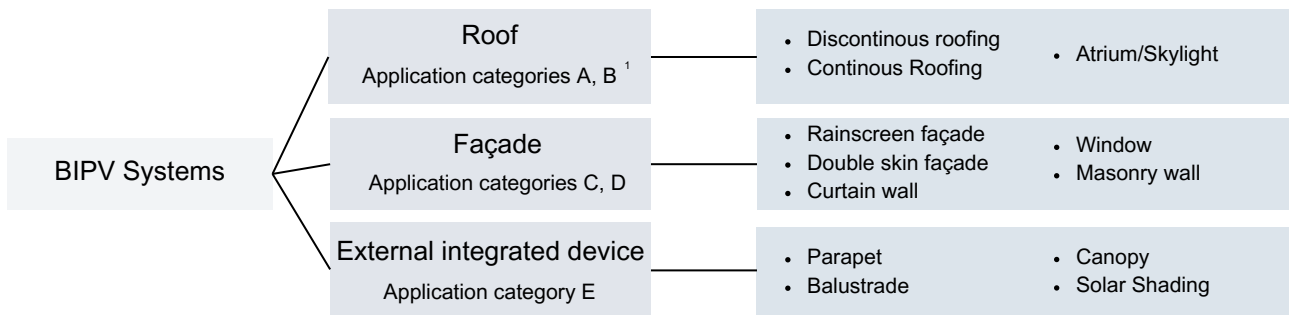 BIPV Systems
Roof
Application categories A, B ¹
• Discontinous roofing
• Continous Roofing
• Atrium/Skylight
Façade
Application categories C, D
• Rainscreen façade
• Double skin façade
• Curtain wall
• Window
• Masonry wall
External integrated device
Application category E
• Parapet
• Balustrade
• Canopy
• Solar Shading